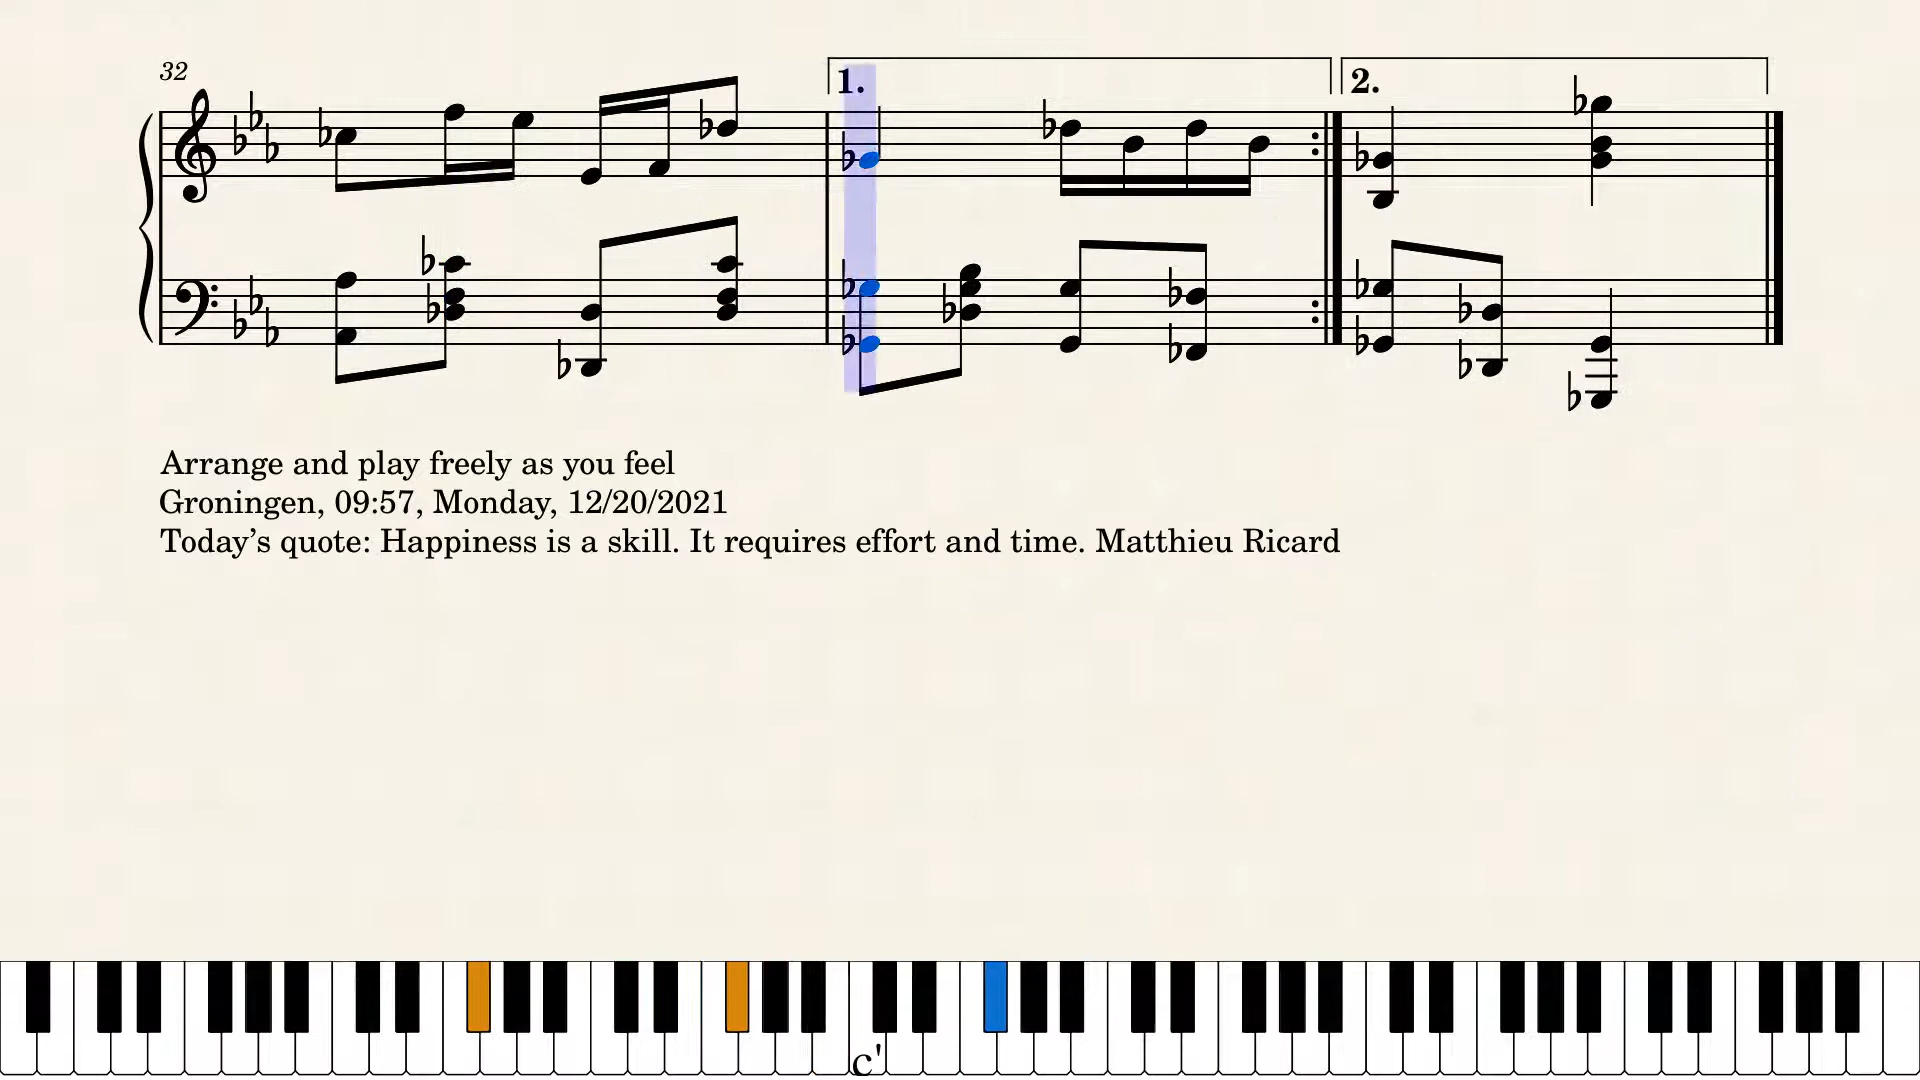 32
1.
2.
Arrange and play freely as you feel
Groningen, 09:57, Monday, 12/20/2021
Today’s quote: Happiness is a skill. It requires effort and time. Matthieu Ricard
c'